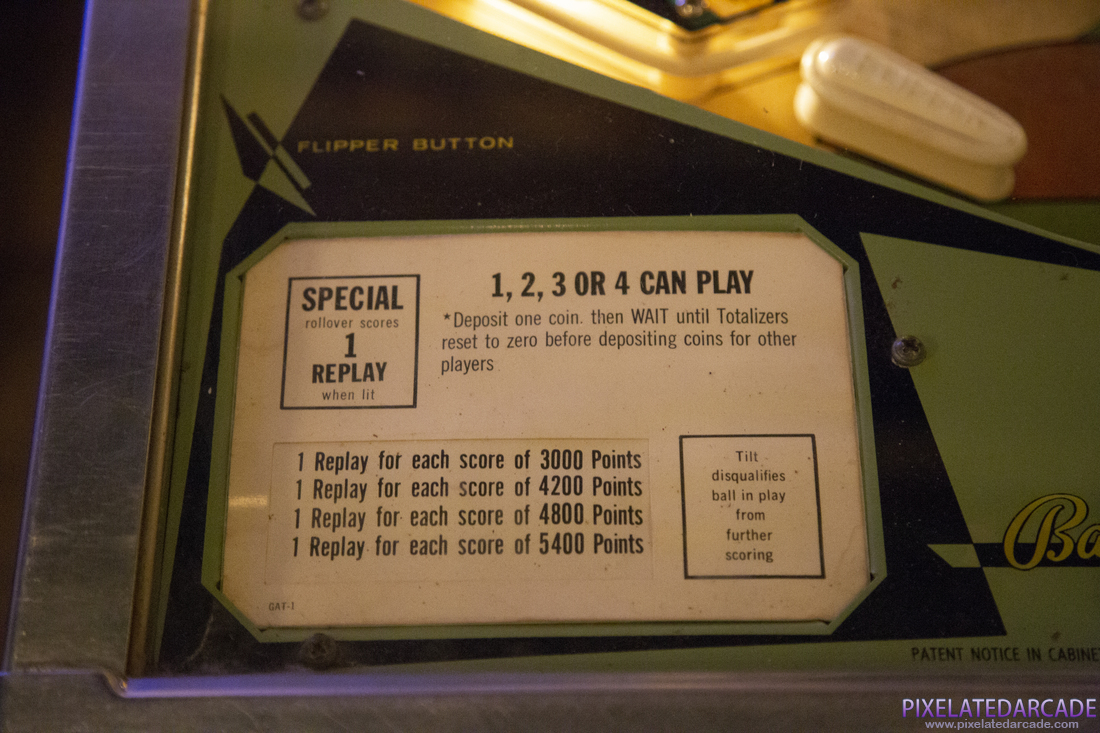 FLIPPER BUTTON
SPECIAL
rollover scores
1
REPLAY
when lit
1, 2, 3 OR 4 CAN PLAY
*Deposit one coin. then WAIT until Totalizers
reset to zero before depositing coins for other
players
1 Replay for each score of 3000 Points
1 Replay for each score of 4200 Points
1 Replay for each score of 4800 Points
1 Replay for each score of 5400 Points
Tilt
disqualifies
ball in play
from
further
scoring
GAT-1
Ba
PATENT NOTICE IN CABINE
PIXELATEDARCADE
www.pixelatedarcade.com